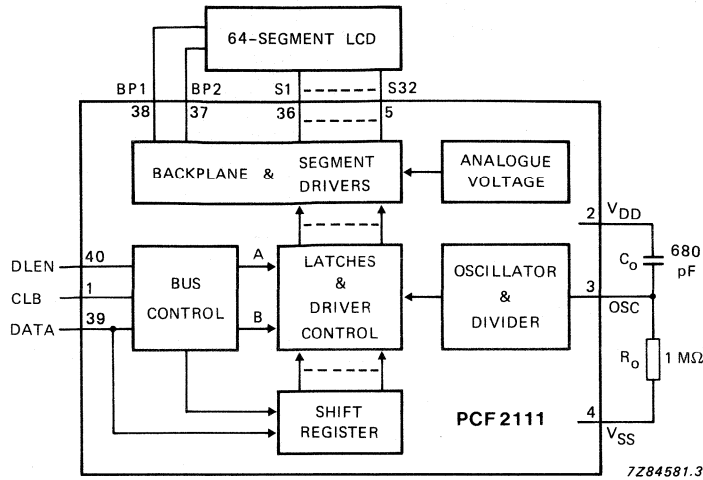 64-SEGMENT LCD
BP1 BP2 S1 S32
38 37 36 5
BACKPLANE & SEGMENT DRIVERS
ANALOGUE VOLTAGE
2 VDD
Co 680 pF
DLEN 40
CLB 1
DATA 39
BUS CONTROL
A
B
LATCHES & DRIVER CONTROL
OSCILLATOR & DIVIDER
3 OSC
Ro 1 MΩ
4 VSS
SHIFT REGISTER
PCF2111
7Z84581.3